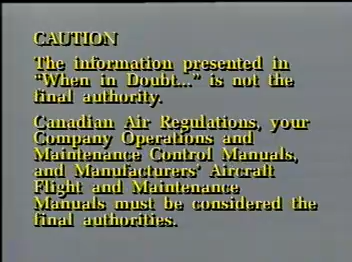 CAUTION
The information presented in
"When in Doubt..." is not the
final authority.
Canadian Air Regulations, your
Company Operations and
Maintenance Control Manuals,
and Manufacturers' Aircraft
Flight and Maintenance
Manuals must be considered the
final authorities.